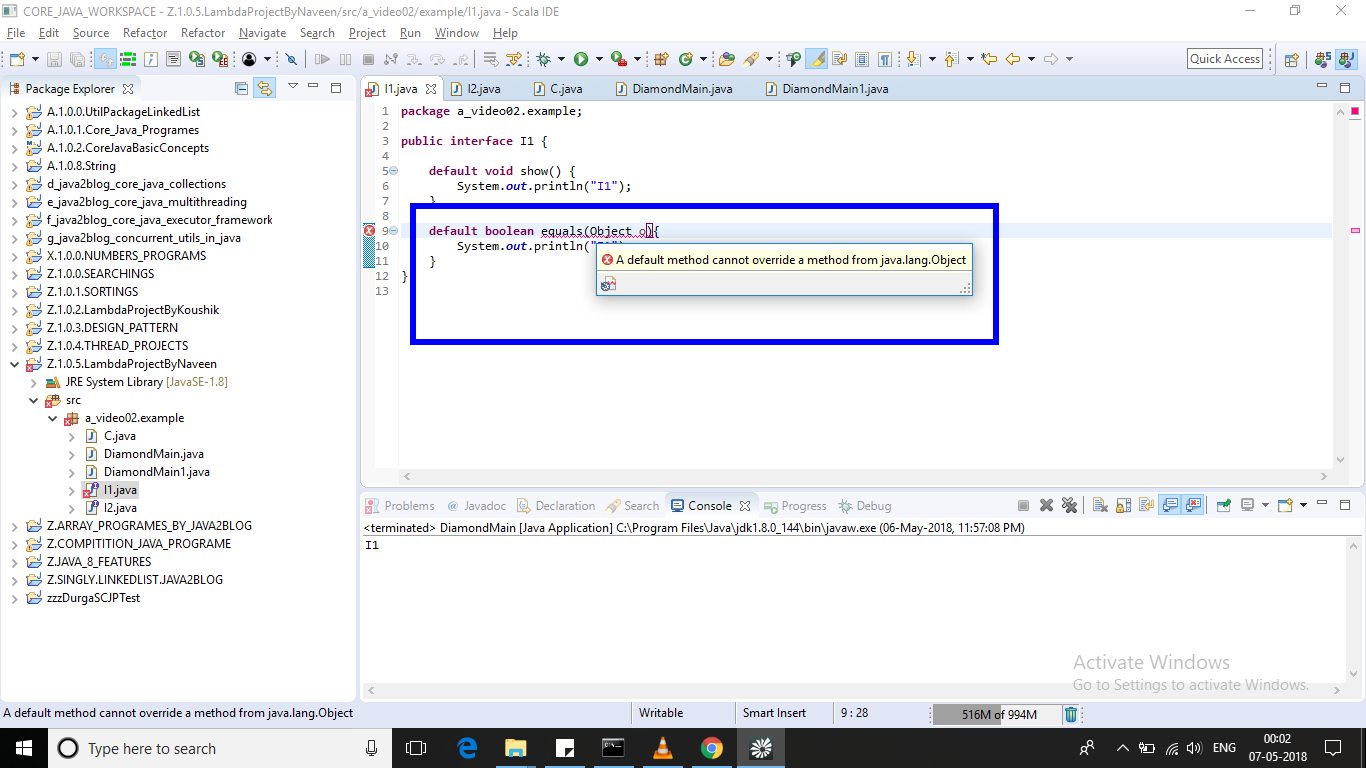 CORE_JAVA_WORKSPACE - Z.1.0.5.LambdaProjectByNaveen/src/a_video02/example/I1.java - Scala IDE
File Edit Source Refactor Refactor Navigate Search Project Run Window Help
Quick Access
Package Explorer
I1.java I2.java C.java DiamondMain.java DiamondMain1.java
A.1.0.0.UtilPackageLinkedList
A.1.0.1.Core_Java_Programes
A.1.0.2.CoreJavaBasicConcepts
A.1.0.8.String
d_java2blog_core_java_collections
e_java2blog_core_java_multithreading
f_java2blog_core_java_executor_framework
g_java2blog_concurrent_utils_in_java
X.1.0.0.NUMBERS_PROGRAMS
Z.1.0.0.SEARCHINGS
Z.1.0.1.SORTINGS
Z.1.0.2.LambdaProjectByKoushik
Z.1.0.3.DESIGN_PATTERN
Z.1.0.4.THREAD_PROJECTS
Z.1.0.5.LambdaProjectByNaveen
JRE System Library [JavaSE-1.8]
src
a_video02.example
C.java
DiamondMain.java
DiamondMain1.java
I1.java
I2.java
Z.ARRAY_PROGRAMES_BY_JAVA2BLOG
Z.COMPITITION_JAVA_PROGRAME
Z.JAVA_8_FEATURES
Z.SINGLY.LINKEDLIST.JAVA2BLOG
zzzDurgaSCJPTest
1 package a_video02.example;
2
3 public interface I1 {
4
5 default void show() {
6 System.out.println("I1");
7 }
8
9 default boolean equals(Object o){
10 System.out.println(
11 }
12 }
13
A default method cannot override a method from java.lang.Object
Problems @ Javadoc Declaration Search Console Progress Debug
<terminated> DiamondMain [Java Application] C:\Program Files\Java\jdk1.8.0_144\bin\javaw.exe (06-May-2018, 11:57:08 PM)
I1
Activate Windows
Go to Settings to activate Windows.
A default method cannot override a method from java.lang.Object Writable Smart Insert 9 : 28 516M of 994M
Type here to search
ENG
00:02
07-05-2018